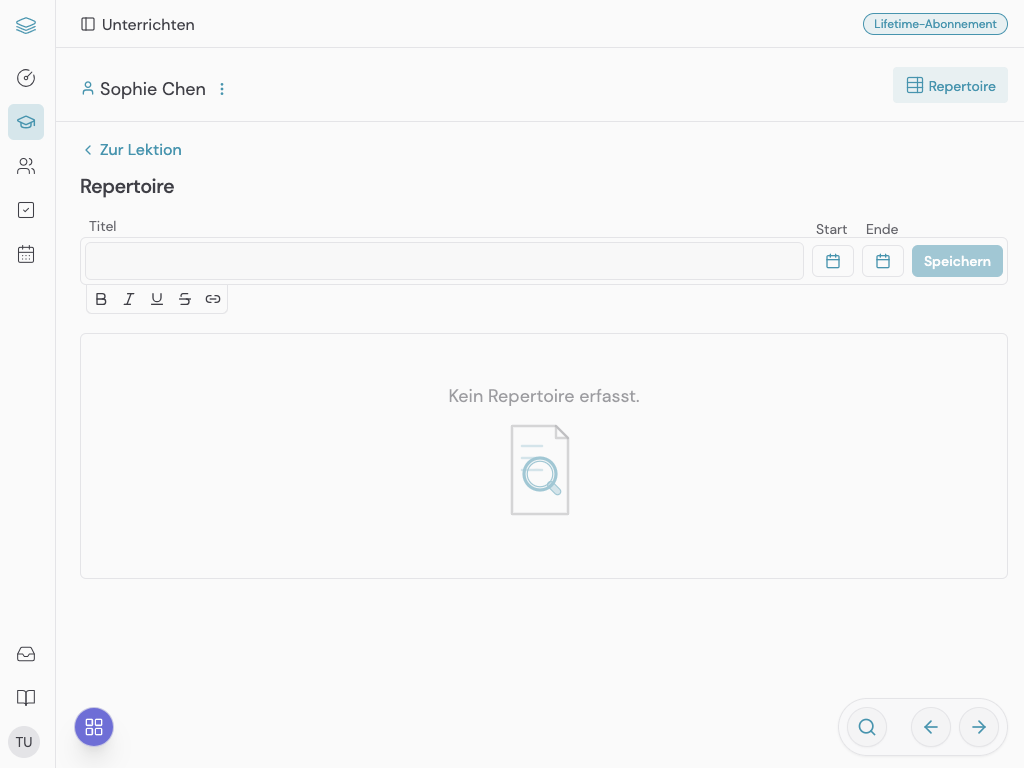 Unterrichten
Lifetime-Abonnement
Sophie Chen
Repertoire
Zur Lektion
Repertoire
Titel
Start
Ende
Speichern
B I U S
Kein Repertoire erfasst.
TU